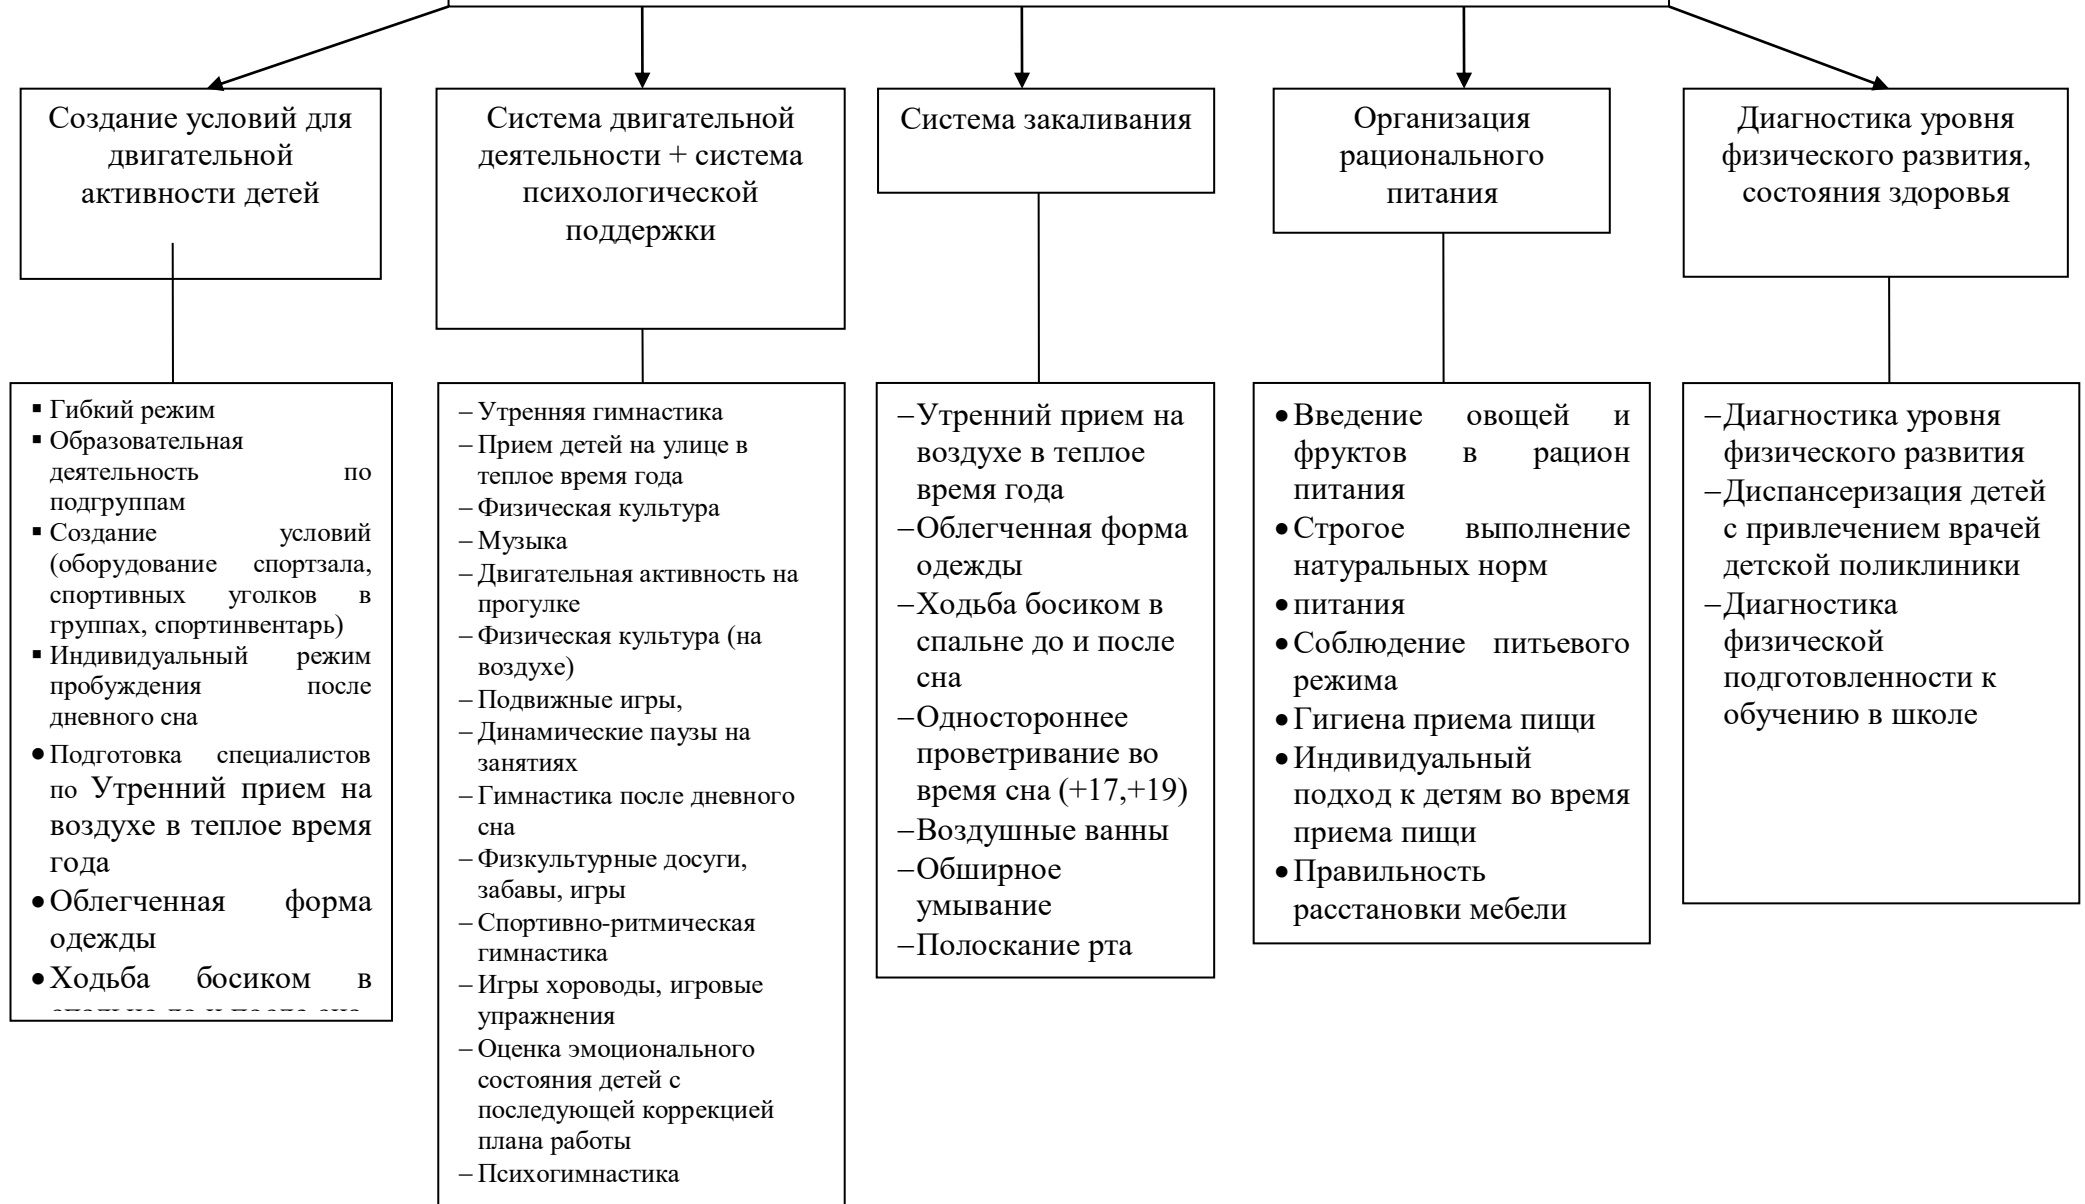 Создание условий для
двигательной
активности детей
Система двигательной
деятельности + система
психологической
поддержки
Система закаливания
Организация
рационального
питания
Диагностика уровня
физического развития,
состояния здоровья
▪ Гибкий режим
▪ Образовательная
деятельность по
подгруппам
▪ Создание условий
(оборудование спортзала,
спортивных уголков в
группах, спортинвентарь)
▪ Индивидуальный режим
пробуждения после
дневного сна
• Подготовка специалистов
по Утренний прием на
воздухе в теплое время
года
• Облегченная форма
одежды
• Ходьба босиком в
– Утренняя гимнастика
– Прием детей на улице в
теплое время года
– Физическая культура
– Музыка
– Двигательная активность на
прогулке
– Физическая культура (на
воздухе)
– Подвижные игры,
– Динамические паузы на
занятиях
– Гимнастика после дневного
сна
– Физкультурные досуги,
забавы, игры
– Спортивно-ритмическая
гимнастика
– Игры хороводы, игровые
упражнения
– Оценка эмоционального
состояния детей с
последующей коррекцией
плана работы
– Психогимнастика
–Утренний прием на
воздухе в теплое
время года
–Облегченная форма
одежды
–Ходьба босиком в
спальне до и после
сна
–Одностороннее
проветривание во
время сна (+17,+19)
–Воздушные ванны
–Обширное
умывание
–Полоскание рта
• Введение овощей и
фруктов в рацион
питания
• Строгое выполнение
натуральных норм
• питания
• Соблюдение питьевого
режима
• Гигиена приема пищи
• Индивидуальный
подход к детям во время
приема пищи
• Правильность
расстановки мебели
–Диагностика уровня
физического развития
–Диспансеризация детей
с привлечением врачей
детской поликлиники
–Диагностика
физической
подготовленности к
обучению в школе